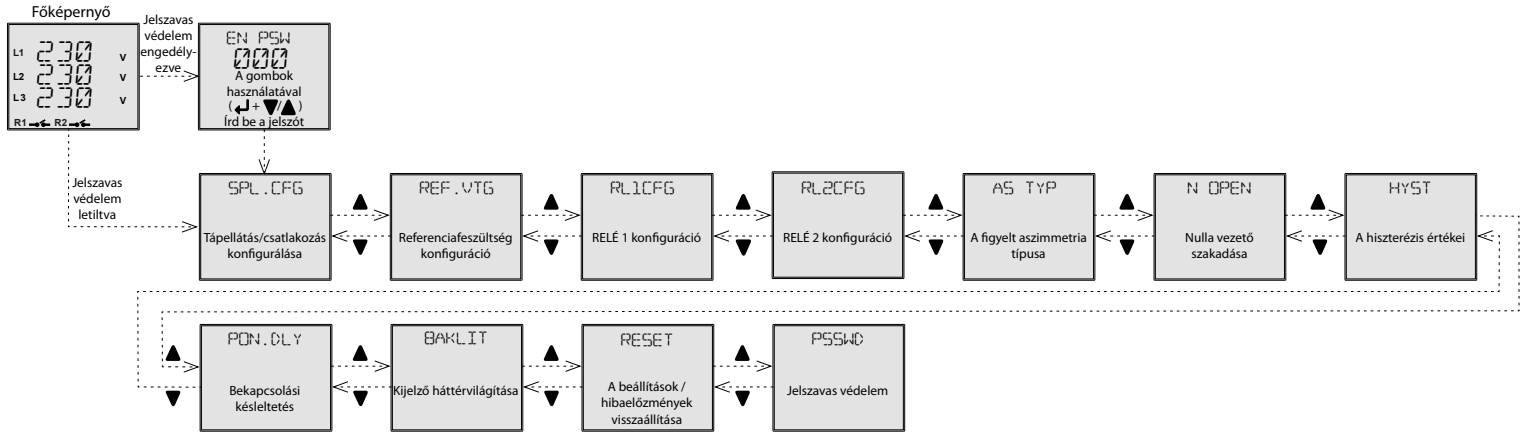 Főképernyő
L1 230 V
L2 230 V
L3 230 V
R1 R2
Jelszavas
védelem
engedély-
ezve
EN PSW
000
A gombok
használatával
( + / )
Írd be a jelszót
Jelszavas
védelem
letiltva
SPL.CFG
Tápellátás/csatlakozás
konfigurálása
REF.VTG
Referenciafeszültség
konfiguráció
RL1CFG
RELÉ 1 konfiguráció
RL2CFG
RELÉ 2 konfiguráció
AS TYP
A figyelt aszimmetria
típusa
N OPEN
Nulla vezető
szakadása
HYST
A hiszterézis értékei
PON.DLY
Bekapcsolási
késleltetés
BAKLIT
Kijelző háttérvilágítása
RESET
A beállítások /
hibaelőzmények
visszaállítása
PSSWD
Jelszavas védelem